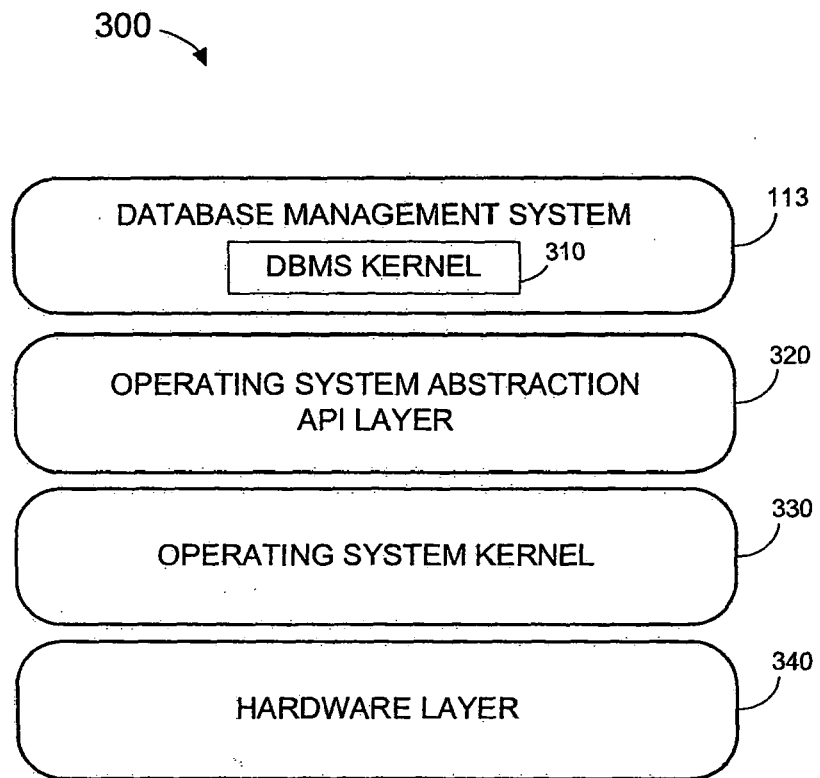 300
DATABASE MANAGEMENT SYSTEM
113
DBMS KERNEL
310
OPERATING SYSTEM ABSTRACTION
API LAYER
320
OPERATING SYSTEM KERNEL
330
HARDWARE LAYER
340